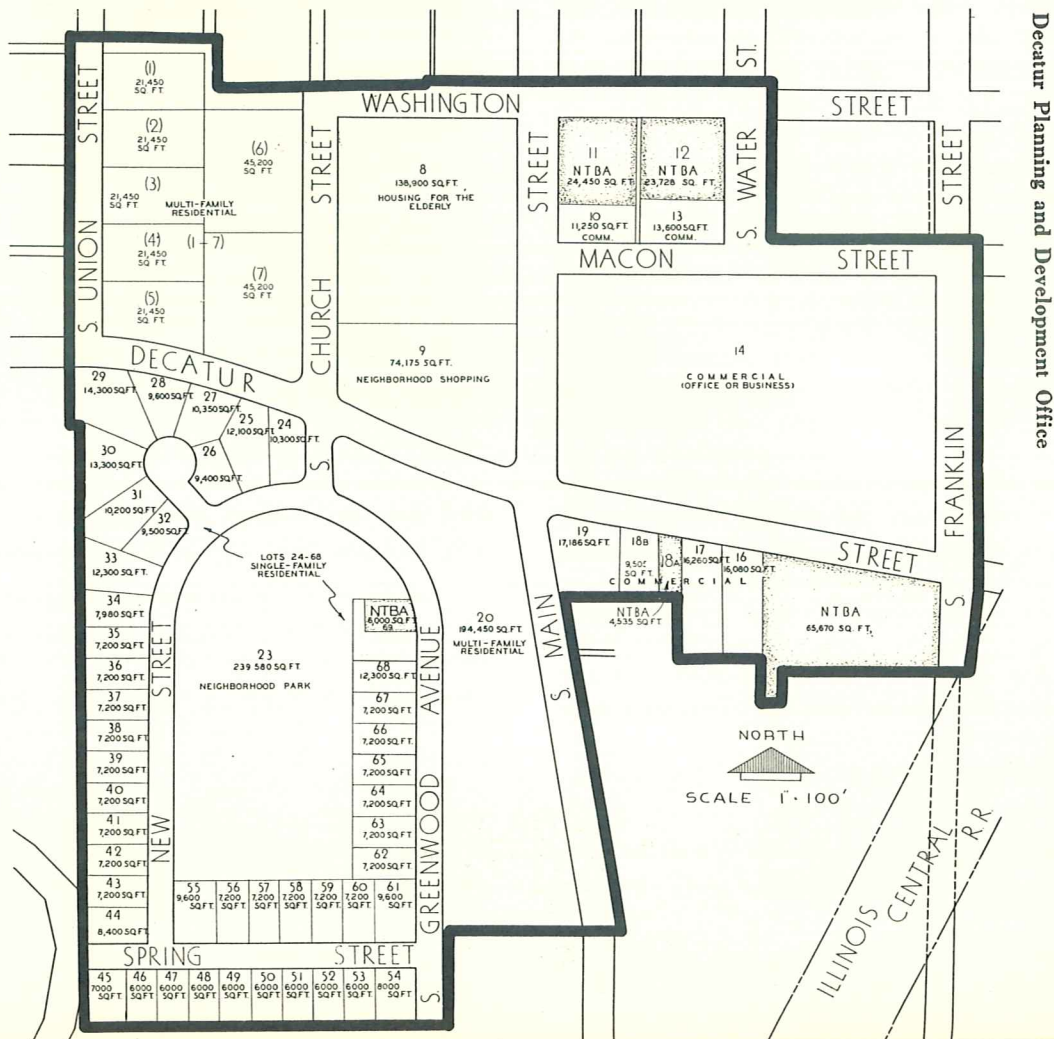 Decatur Planning and Development Office
WASHINGTON
STREET
S. UNION STREET
CHURCH STREET
S.
STREET
S. WATER ST.
STREET
S. FRANKLIN
MACON STREET
DECATUR
STREET
S. MAIN
NEW STREET
S. GREENWOOD AVENUE
SPRING STREET
(1)
21,450
SQ FT.
(2)
21,450
SQ FT
(3)
21,450
SQ FT.
MULTI-FAMILY
RESIDENTIAL
(1-7)
(4)
21,450
SQ FT.
(5)
21,450
SQ FT.
(6)
45,200
SQ FT.
(7)
45,200
SQ FT.
8
138,900 SQ.FT.
HOUSING FOR THE
ELDERLY
9
74,175 SQ.FT.
NEIGHBORHOOD SHOPPING
11
NTBA
24,450 SQ. FT.
12
NTBA
23,728 SQ. FT.
10
11,250 SQ.FT.
COMM.
13
13,600 SQ.FT.
COMM.
14
COMMERCIAL
(OFFICE OR BUSINESS)
29
14,300 SQ.FT.
28
9,600 SQ.FT.
27
10,350 SQ.FT.
25
12,100 SQ.FT.
24
10,300 SQ.FT.
26
9,400 SQ.FT.
30
13,300 SQ.FT.
31
10,200 SQ.FT.
32
9,500 SQ.FT.
33
12,300 SQ.FT.
LOTS 24-68
SINGLE-FAMILY
RESIDENTIAL
19
17,186 SQ.FT.
18B
SQ FT.
18A
17
16,260 SQ.FT.
16
16,080 SQ.FT.
COMMERCIAL
NTBA
4,535 SQ.FT.
NTBA
65,670 SQ. FT.
34
7,980 SQ.FT.
35
7,200 SQ.FT.
36
7,200 SQ.FT.
37
7,200 SQ.FT.
38
7,200 SQ.FT.
39
7,200 SQ.FT.
40
7,200 SQ.FT.
41
7,200 SQ.FT.
42
7,200 SQ.FT.
43
7,200 SQ.FT.
44
8,400 SQ.FT.
23
239 580 SQ.FT.
NEIGHBORHOOD PARK
NTBA
SQ.FT.
69
68
12,300 SQ.FT.
67
7,200 SQ.FT.
66
7,200 SQ.FT.
65
7,200 SQ.FT.
64
7,200 SQ.FT.
63
7,200 SQ.FT.
62
7,200 SQ.FT.
20
194,450 SQ.FT.
MULTI-FAMILY
RESIDENTIAL
55
9,600
SQ.FT.
56
7,200
SQ.FT.
57
7,200
SQ.FT.
58
7,200
SQ.FT.
59
7,200
SQ.FT.
60
7,200
SQ.FT.
61
9,600
SQ.FT.
45
7000
SQ.FT.
46
6000
SQ.FT.
47
6000
SQ.FT.
48
6000
SQ.FT.
49
6000
SQ.FT.
50
6000
SQ.FT.
51
6000
SQ.FT.
52
6000
SQ.FT.
53
6000
SQ.FT.
54
8000
SQ.FT.
NORTH
SCALE 1"·100'
ILLINOIS CENTRAL R.R.